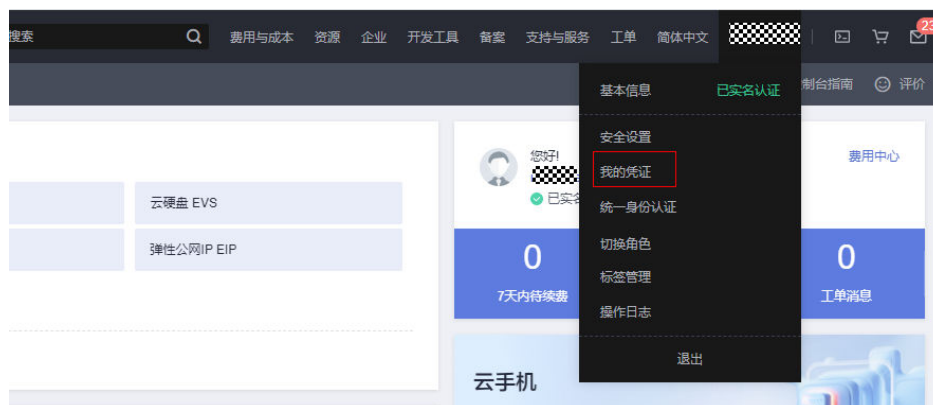 搜索 费用与成本 资源 企业 开发工具 备案 支持与服务 工单 简体中文 23
基本信息 已实名认证 制台指南 评价
安全设置
我的凭证
统一身份认证
切换角色
标签管理
操作日志
退出
您好! 费用中心
已实名
云硬盘 EVS
弹性公网IP EIP
0 0
7天内待续费 工单消息
云手机